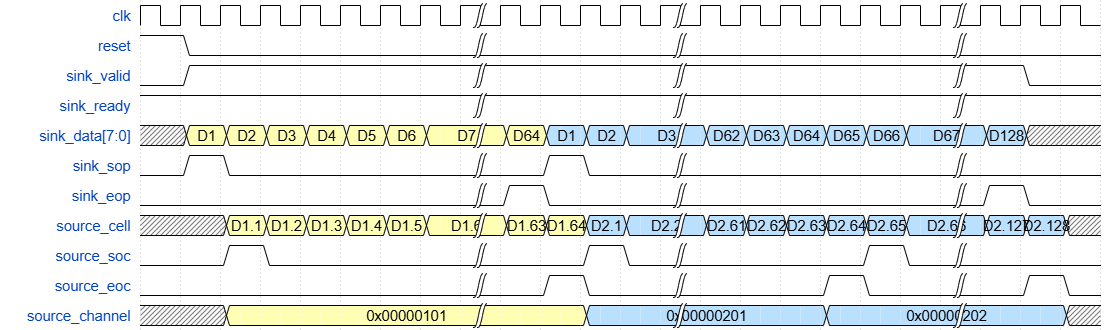 clk
reset
sink_valid
sink_ready
sink_data[7:0] D1 D2 D3 D4 D5 D6 D7 D64 D1 D2 D3 D62 D63 D64 D65 D66 D67 D128
sink_sop
sink_eop
source_cell D1.1 D1.2 D1.3 D1.4 D1.5 D1.6 D1.63 D1.64 D2.1 D2.2 D2.61 D2.62 D2.63 D2.64 D2.65 D2.66 D2.127 D2.128
source_soc
source_eoc
source_channel 0x00000101 0x00000201 0x00000202